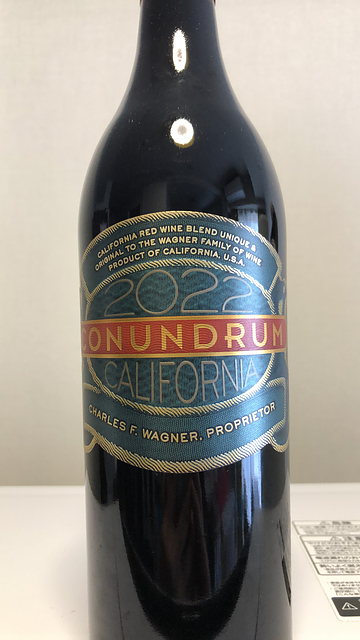 CALIFORNIA RED WINE BLEND UNIQUE &
ORIGINAL TO THE WAGNER FAMILY OF WINE
PRODUCT OF CALIFORNIA, U.S.A.
2022
CONUNDRUM
CALIFORNIA
CHARLES F. WAGNER, PROPRIETOR